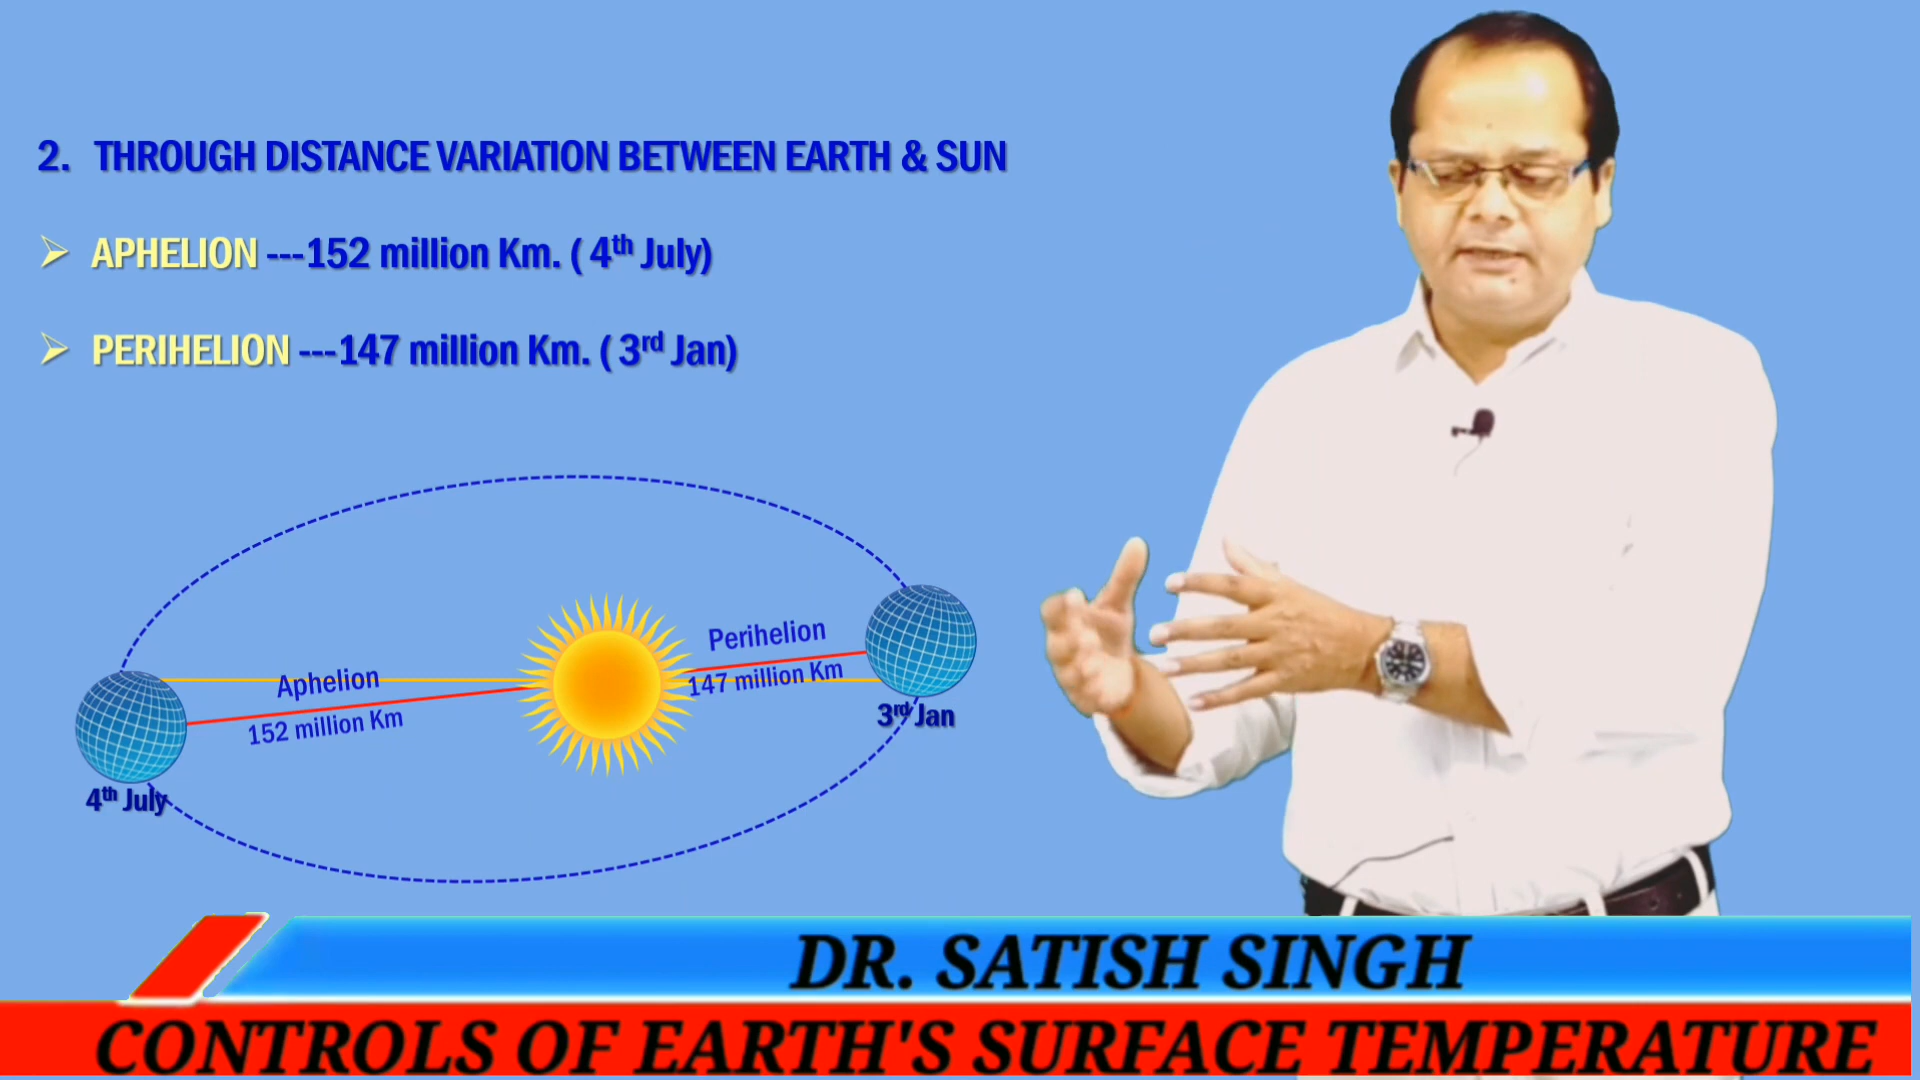 2. THROUGH DISTANCE VARIATION BETWEEN EARTH & SUN
APHELION ---152 million Km. ( 4th July)
PERIHELION ---147 million Km. ( 3rd Jan)
Perihelion
147 million Km
Aphelion
152 million Km
3rd Jan
4th July
DR. SATISH SINGH
CONTROLS OF EARTH'S SURFACE TEMPERATURE